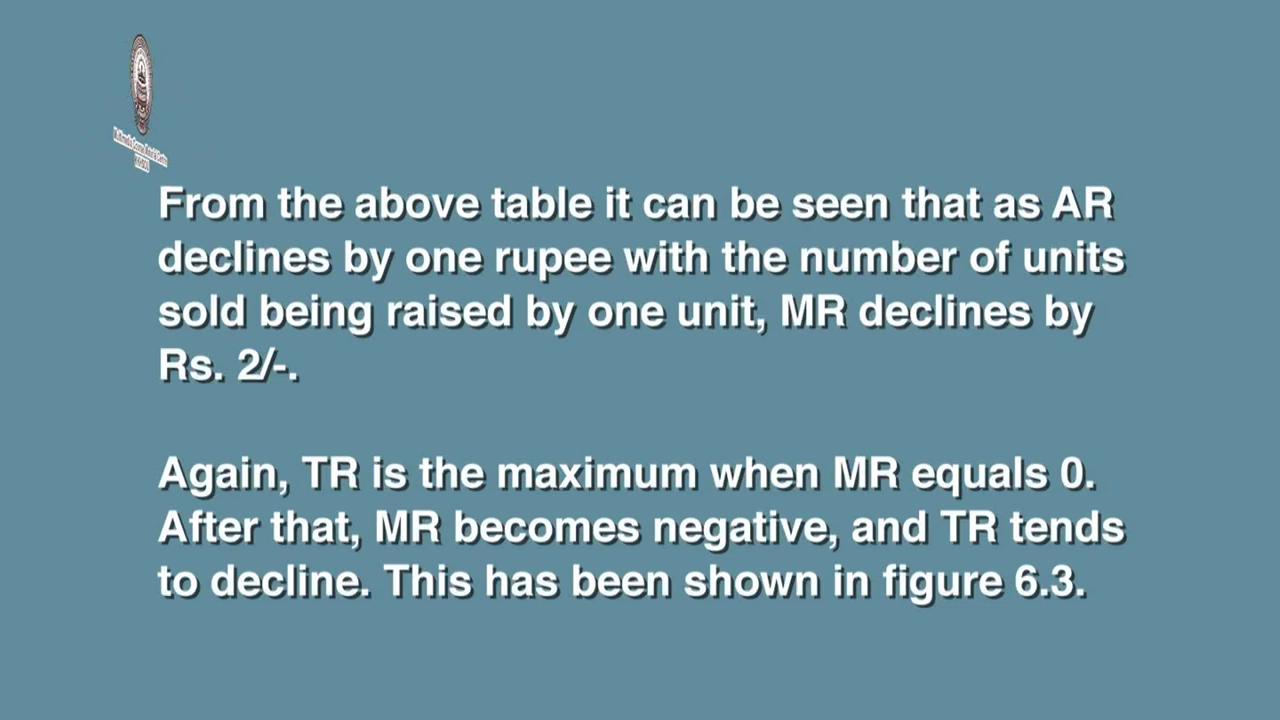 From the above table it can be seen that as AR
declines by one rupee with the number of units
sold being raised by one unit, MR declines by
Rs. 2/-.
Again, TR is the maximum when MR equals 0.
After that, MR becomes negative, and TR tends
to decline. This has been shown in figure 6.3.